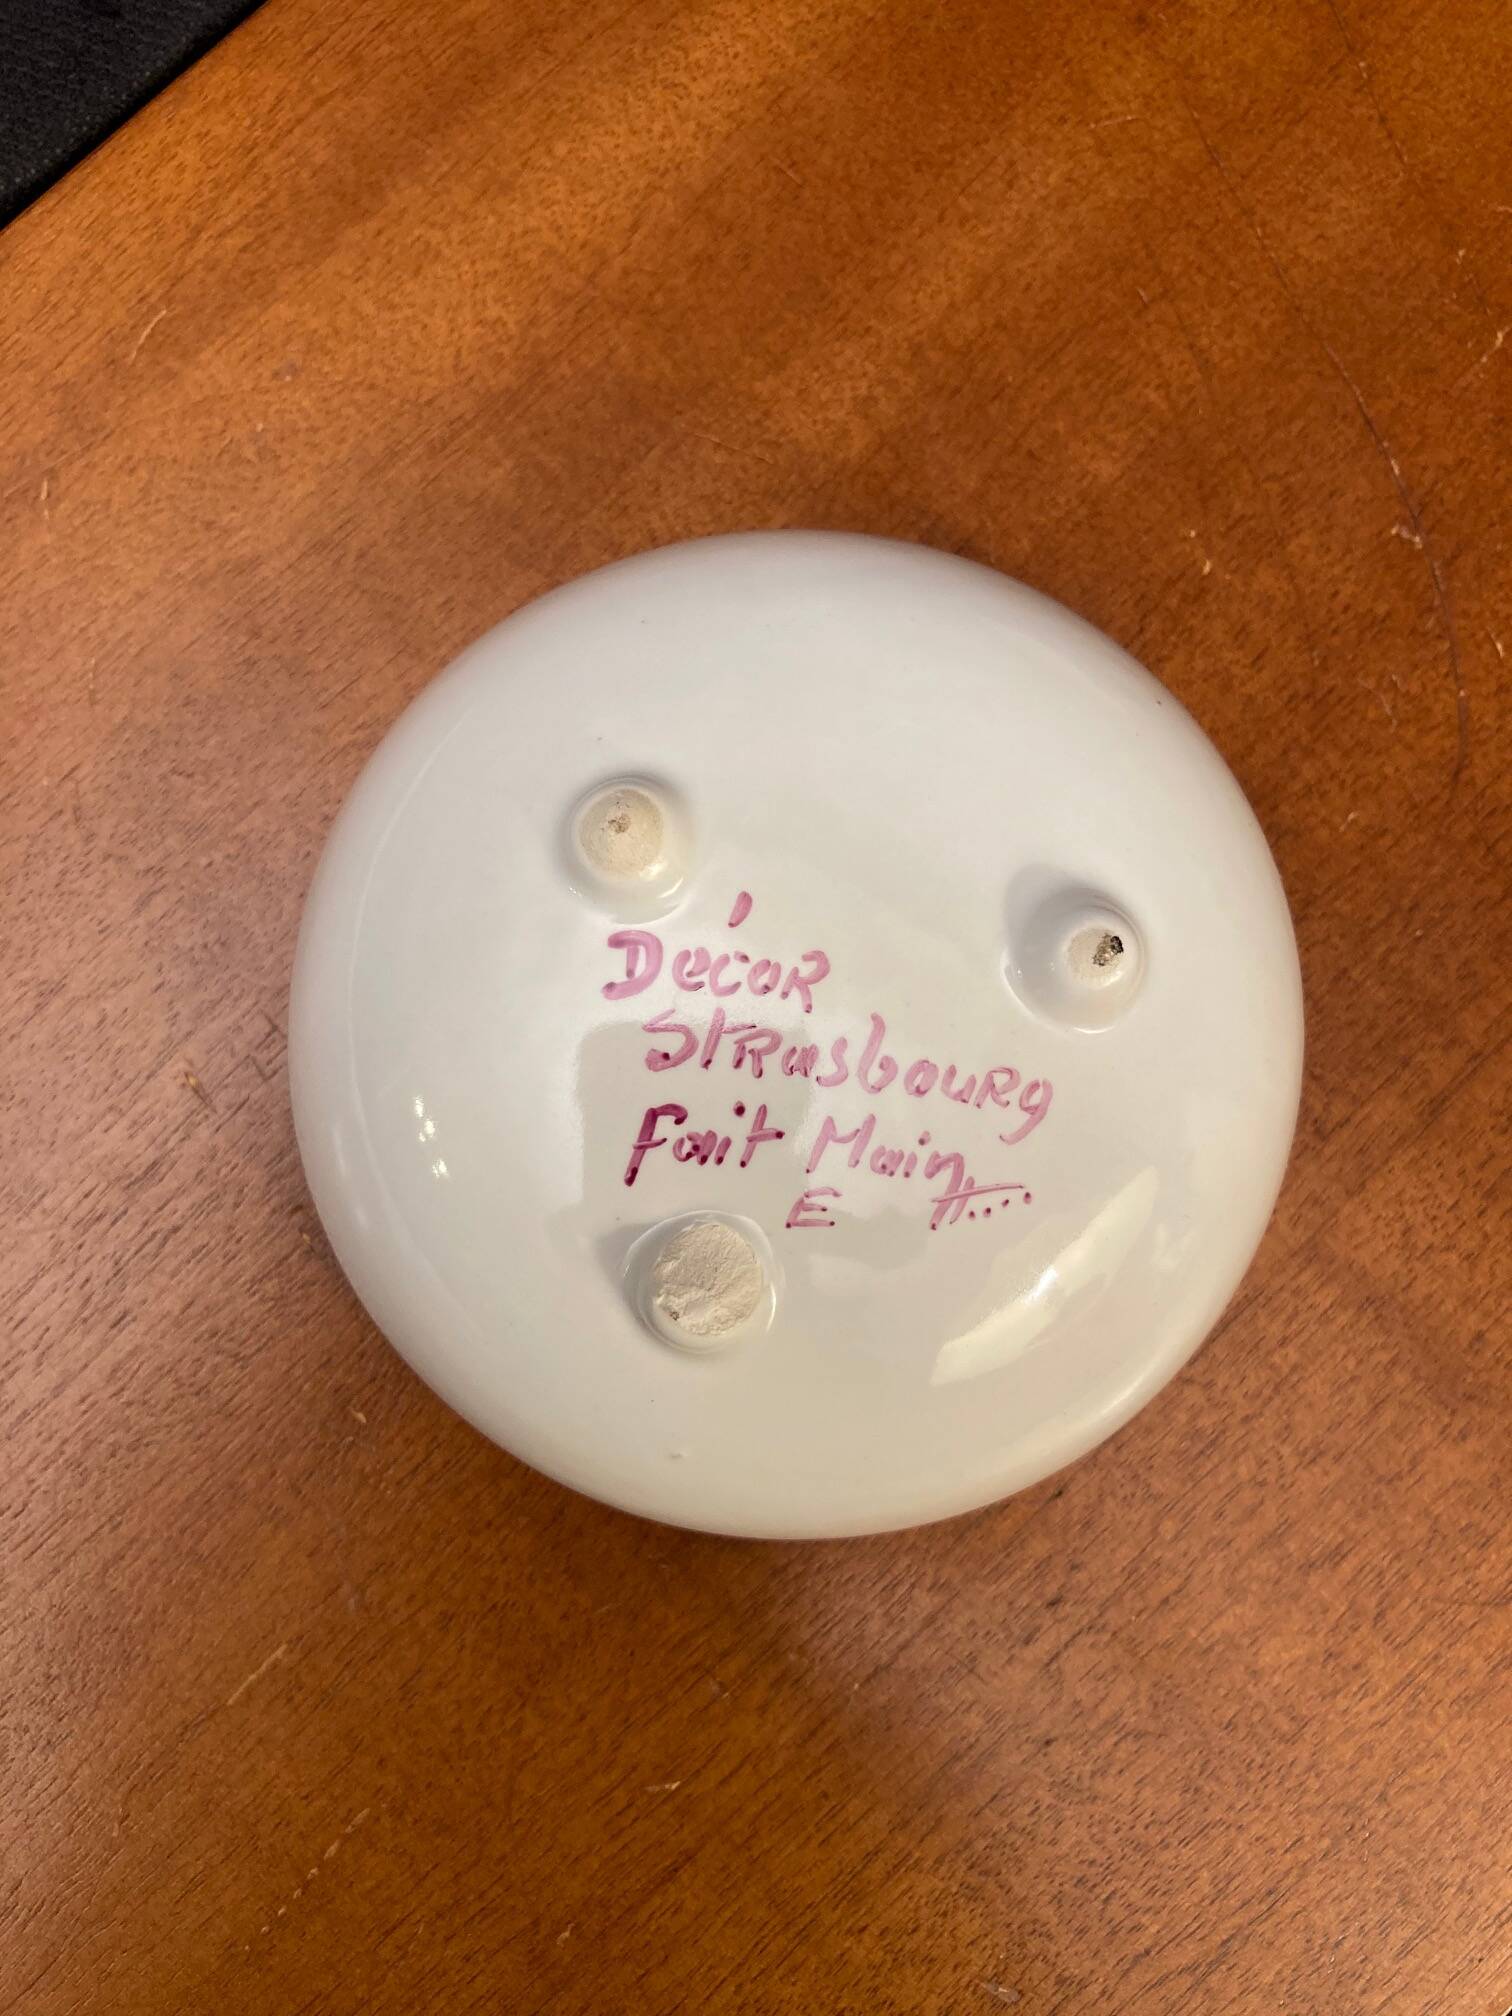 Décor
Strasbourg
Fait Main
E